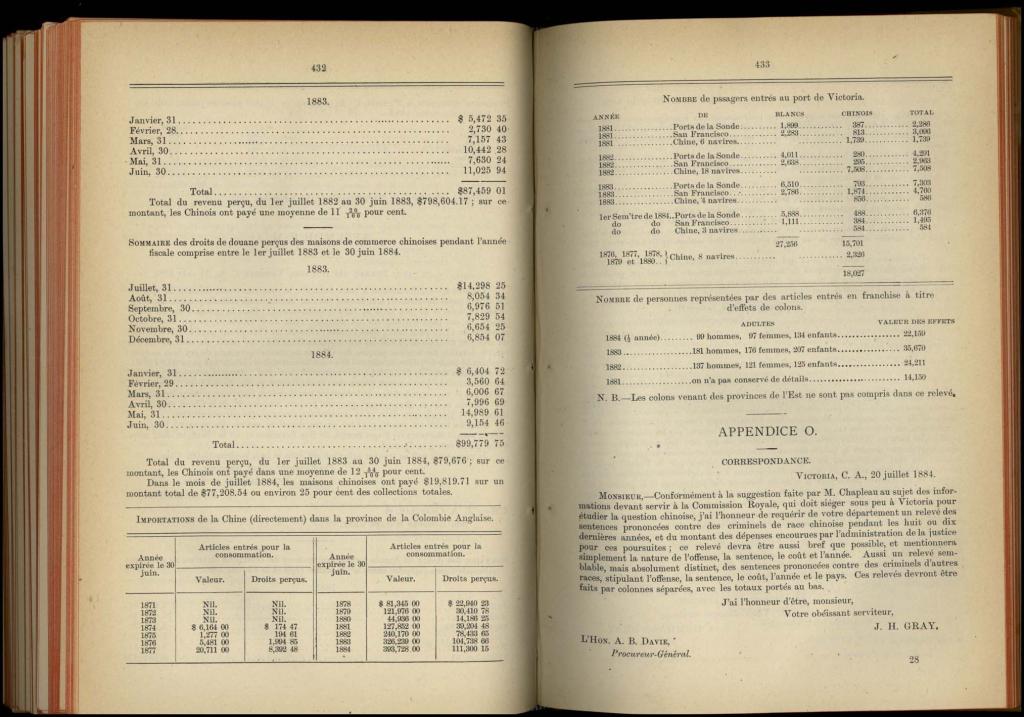 432
1883.
Janvier, 31 $ 5,472 35
Février, 28 2,730 40
Mars, 31 7,157 43
Avril, 30 10,442 28
Mai, 31 7,630 24
Juin, 30 11,025 94
Total $87,459 01
Total du revenu perçu, du 1er juillet 1882 au 30 juin 1883, $798,604.17 ; sur ce
montant, les Chinois ont payé une moyenne de 11 pour cent.
SOMMAIRE des droits de douane perçus des maisons de commerce chinoises pendant l'année
fiscale comprise entre le 1er juillet 1883 et le 30 juin 1884.
1883.
Juillet, 31 $14,298 25
Août, 31 8,054 34
Septembre, 30 6,976 51
Octobre, 31 7,829 54
Novembre, 30 6,654 25
Décembre, 31 6,854 07
1884.
Janvier, 31 $ 6,404 72
Février, 29 3,560 64
Mars, 31 6,006 67
Avril, 30 7,996 69
Mai, 31 14,989 61
Juin, 30 9,154 46
Total $99,779 75
Total du revenu perçu, du 1er juillet 1883 au 30 juin 1884, $79,676 ; sur ce
montant, les Chinois ont payé dans une moyenne de 12 pour cent.
Dans le mois de juillet 1884, les maisons chinoises ont payé $19,819.71 sur un
montant total de $77,208.54 ou environ 25 pour cent des collections totales.
IMPORTATIONS de la Chine (directement) dans la province de la Colombie Anglaise.
Année expirée le 30 juin. Articles entrés pour la consommation. Année expirée le 30 juin. Articles entrés pour la consommation.
Valeur. Droits perçus. Valeur. Droits perçus.
1871 Nil. Nil. 1878 $ 81,345 00 $ 22,940 23
1872 Nil. Nil. 1879 121,976 00 30,410 78
1873 Nil. Nil. 1880 44,936 00 14,186 25
1874 $ 6,164 00 $ 174 47 1881 127,852 00 39,204 48
1875 1,277 00 194 61 1882 240,170 00 78,433 65
1876 5,481 00 1,994 85 1883 326,239 00 104,738 66
1877 20,711 00 8,392 48 1884 393,728 00 111,300 15
433
NOMBRE de pssagers entrés au port de Victoria.
ANNÉE DE BLANCS CHINOIS TOTAL
1881 Ports de la Sonde 1,899 387 2,286
1881 San Francisco 2,283 813 3,096
1881 Chine, 6 navires 1,739 1,739
1882 Ports de la Sonde 4,011 280 4,291
1882 San Francisco 2,638 295 2,963
1882 Chine, 18 navires 7,508 7,508
1883 Ports de la Sonde 6,510 793 7,303
1883 San Francisco 2,786 1,874 4,760
1883 Chine, 4 navires 856 586
1er Sem'tre de 1884 Ports de la Sonde 5,888 488 6,376
do do San Francisco 1,111 384 1,495
do do Chine, 3 navires 584 584
27,256 15,701
1876, 1877, 1878, 1879 et 1880 } Chine, 8 navires 2,326
18,027
NOMBRE de personnes représentées par des articles entrés en franchise à titre
d'effets de colons.
ADULTES VALEUR DES EFFETS
1884 (½ année) 99 hommes, 97 femmes, 134 enfants 22,150
1883 181 hommes, 176 femmes, 207 enfants 35,670
1882 137 hommes, 121 femmes, 125 enfants 24,211
1881 on n'a pas conservé de détails 14,150
N. B.—Les colons venant des provinces de l'Est ne sont pas compris dans ce relevé.
APPENDICE O.
CORRESPONDANCE.
VICTORIA, C. A., 20 juillet 1884.
MONSIEUR,—Conformément à la suggestion faite par M. Chapleau au sujet des infor-
mations devant servir à la Commission Royale, qui doit siéger sous peu à Victoria pour
étudier la question chinoise, j'ai l'honneur de requérir de votre département un relevé des
sentences prononcées contre des criminels de race chinoise pendant les huit ou dix
dernières années, et du montant des dépenses encourues par l'administration de la justice
pour ces poursuites ; ce relevé devra être aussi bref que possible, et mentionnera
simplement la nature de l'offense, la sentence, le coût et l'année. Aussi un relevé sem-
blable, mais absolument distinct, des sentences prononcées contre des criminels d'autres
races, stipulant l'offense, la sentence, le coût, l'année et le pays. Ces relevés devront être
faits par colonnes séparées, avec les totaux portés au bas.
J'ai l'honneur d'être, monsieur,
Votre obéissant serviteur,
J. H. GRAY.
L'HON. A. B. DAVIE,
Procureur-Général.
28